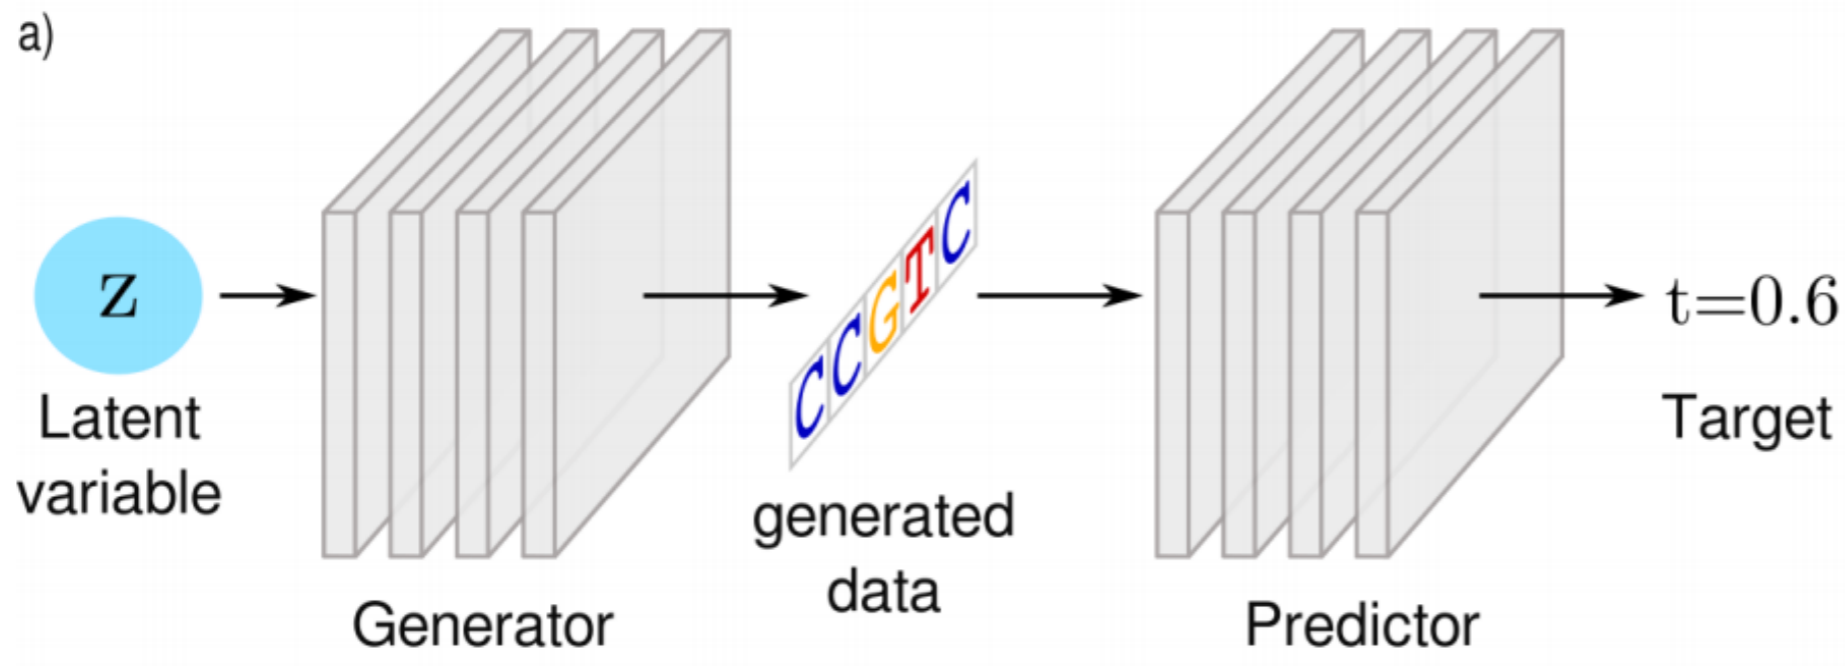 a)
z
Latent
variable
Generator
CCGTC
generated
data
Predictor
t=0.6
Target